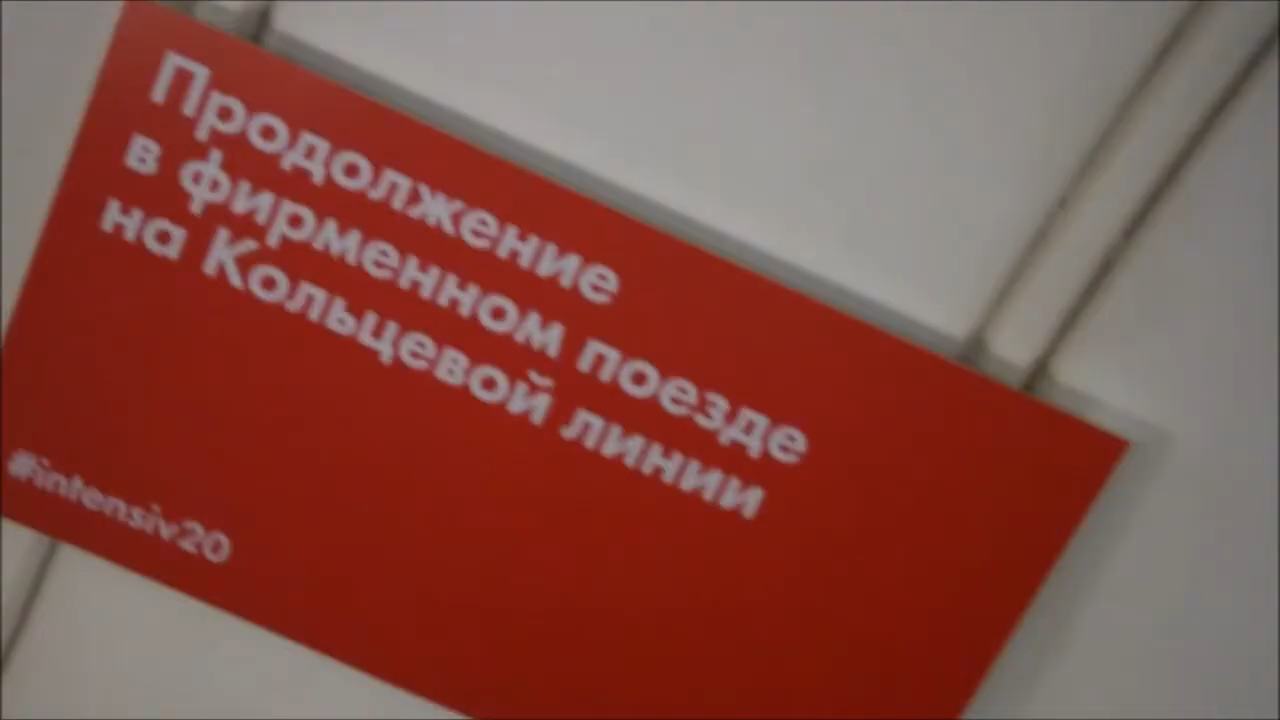 Продолжение
в фирменном поезде
на Кольцевой линии
#intensiv20